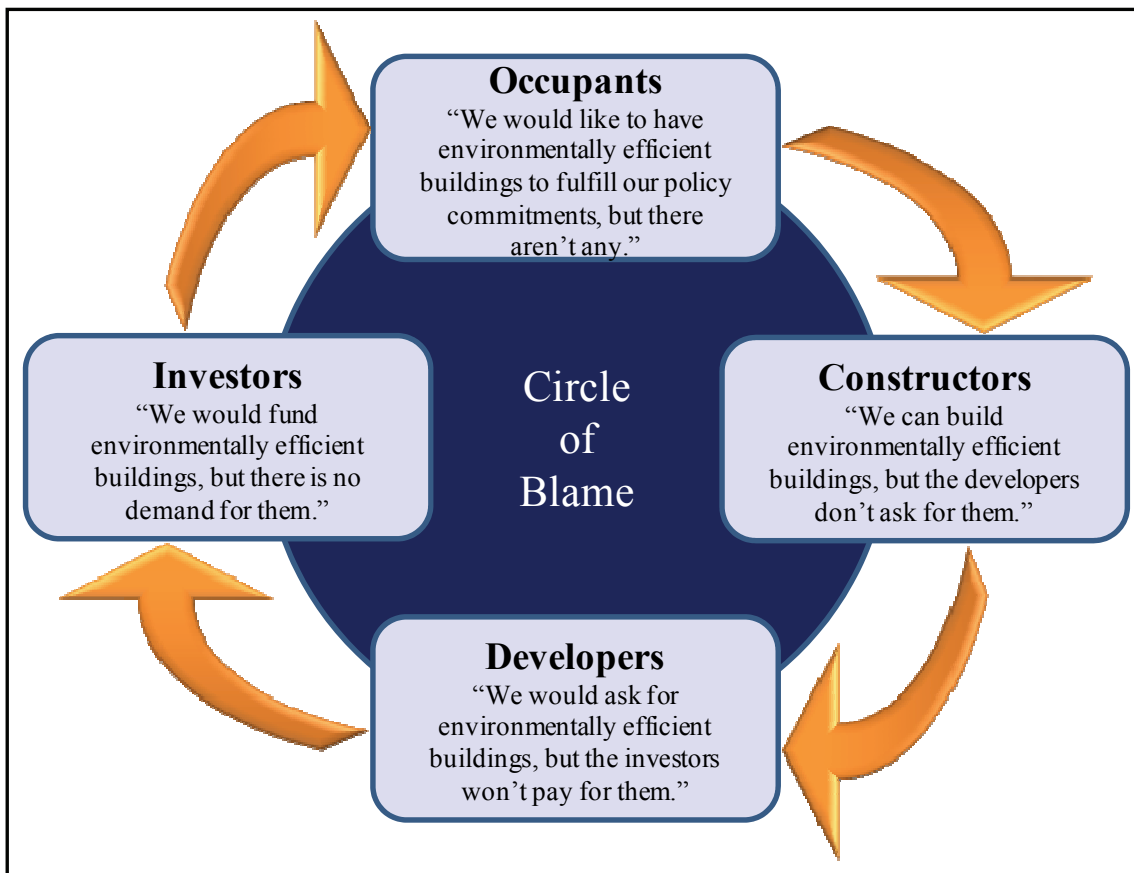 Occupants
“We would like to have
environmentally efficient
buildings to fulfill our policy
commitments, but there
aren’t any.”
Investors
“We would fund
environmentally efficient
buildings, but there is no
demand for them.”
Circle
of
Blame
Constructors
“We can build
environmentally efficient
buildings, but the developers
don’t ask for them.”
Developers
“We would ask for
environmentally efficient
buildings, but the investors
won’t pay for them.”